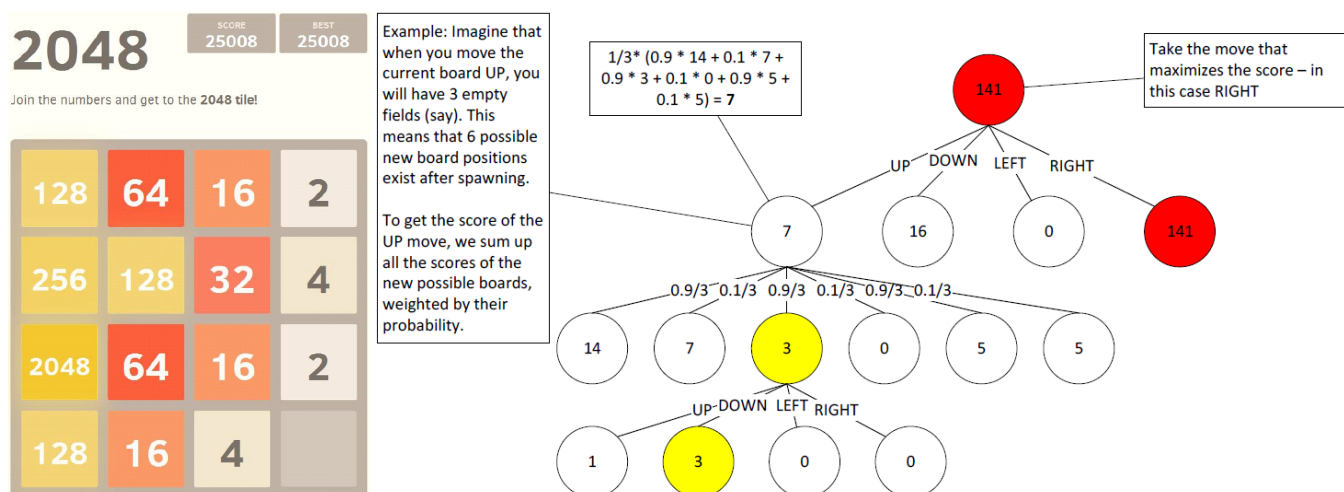 2048
SCORE
25008
BEST
25008
Join the numbers and get to the 2048 tile!
128 64 16 2
256 128 32 4
2048 64 16 2
128 16 4
Example: Imagine that
when you move the
current board UP, you
will have 3 empty
fields (say). This
means that 6 possible
new board positions
exist after spawning.
To get the score of the
UP move, we sum up
all the scores of the
new possible boards,
weighted by their
probability.
1/3* (0.9 * 14 + 0.1 * 7 +
0.9 * 3 + 0.1 * 0 + 0.9 * 5 +
0.1 * 5) = 7
141
Take the move that
maximizes the score – in
this case RIGHT
UP DOWN LEFT RIGHT
7 16 0 141
0.9/3 0.1/3 0.9/3 0.1/3 0.9/3 0.1/3
14 7 3 0 5 5
UP DOWN LEFT RIGHT
1 3 0 0